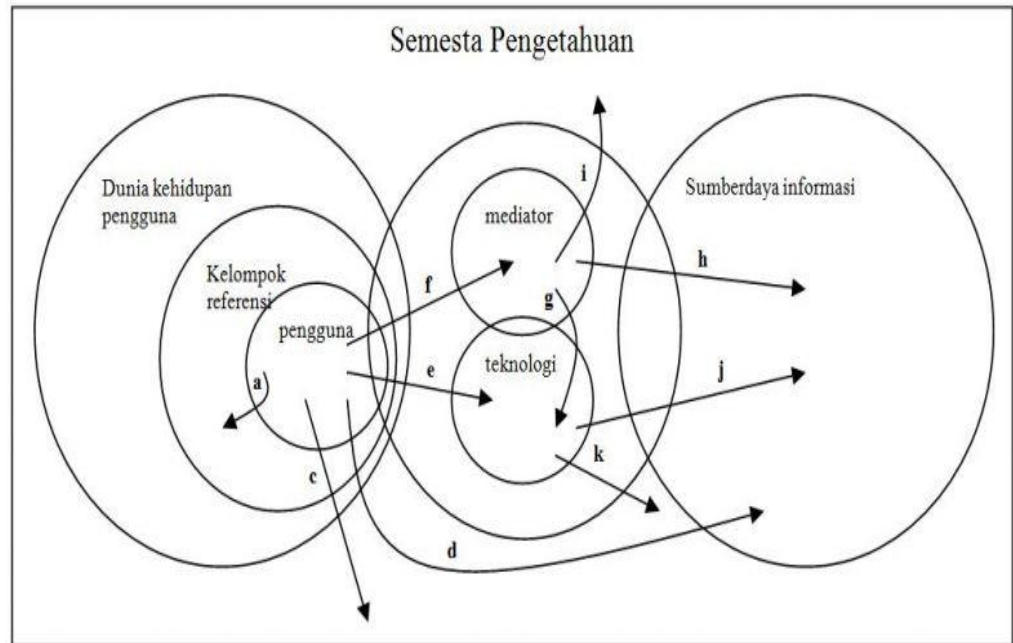 Semesta Pengetahuan
Dunia kehidupan
pengguna
Kelompok
referensi
pengguna
a
c
d
f
e
mediator
i
g
h
teknologi
j
k
Sumberdaya informasi